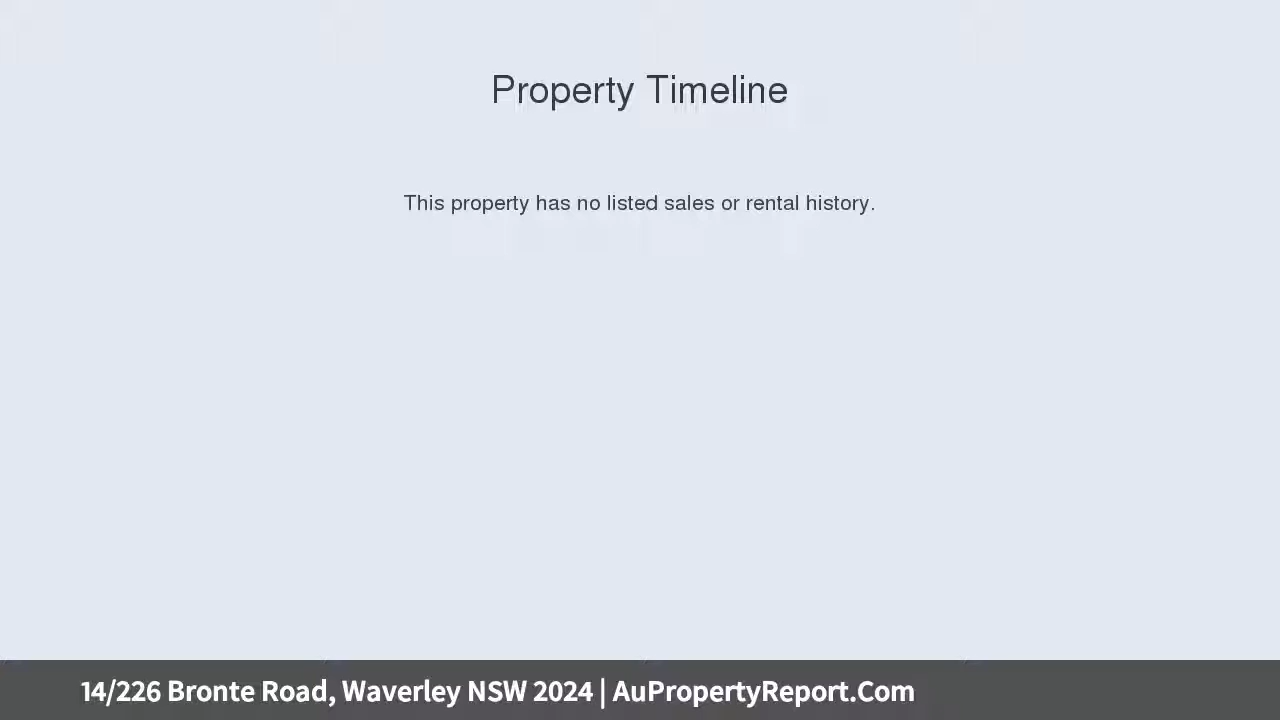 Property Timeline
This property has no listed sales or rental history.
14/226 Bronte Road, Waverley NSW 2024 | AuPropertyReport.Com